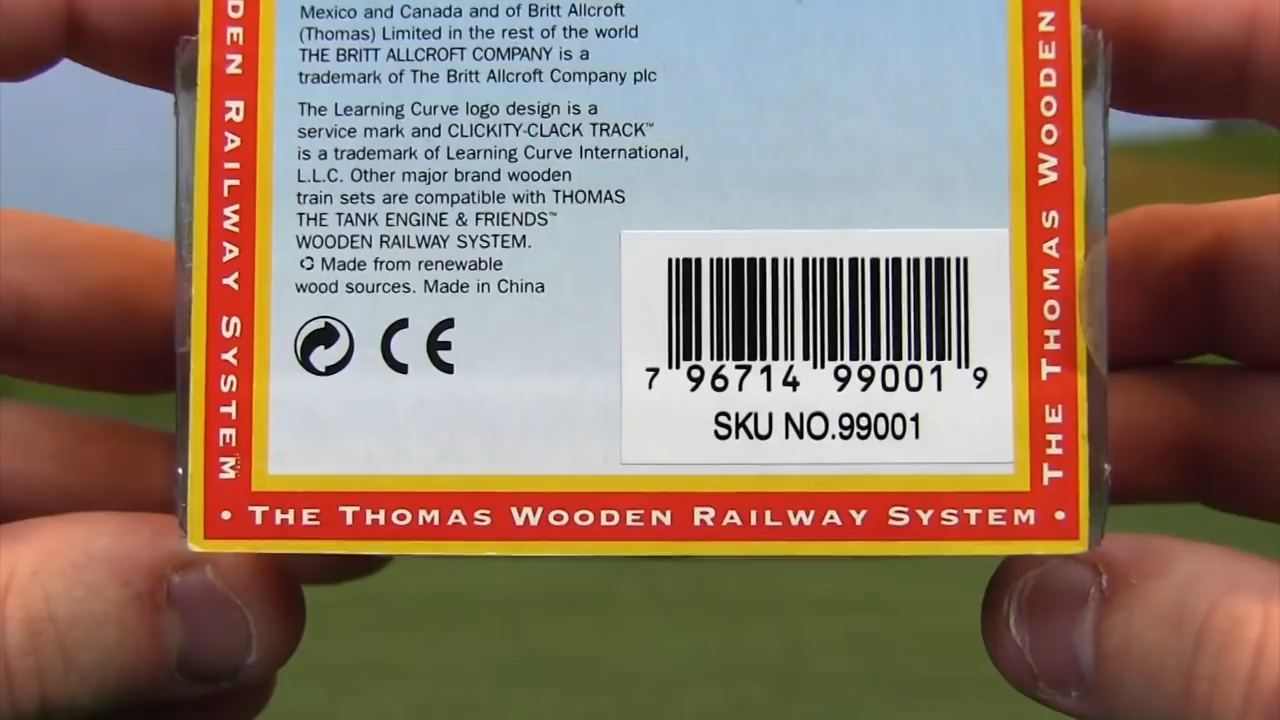 Mexico and Canada and of Britt Allcroft
(Thomas) Limited in the rest of the world
THE BRITT ALLCROFT COMPANY is a
trademark of The Britt Allcroft Company plc
The Learning Curve logo design is a
service mark and CLICKITY-CLACK TRACK™
is a trademark of Learning Curve International,
L.L.C. Other major brand wooden
train sets are compatible with THOMAS
THE TANK ENGINE & FRIENDS™
WOODEN RAILWAY SYSTEM.
Made from renewable
wood sources. Made in China
CE
7 96714 99001 9
SKU NO.99001
DEN RAILWAY SYSTEM
THE THOMAS WOODEN
• THE THOMAS WOODEN RAILWAY SYSTEM •